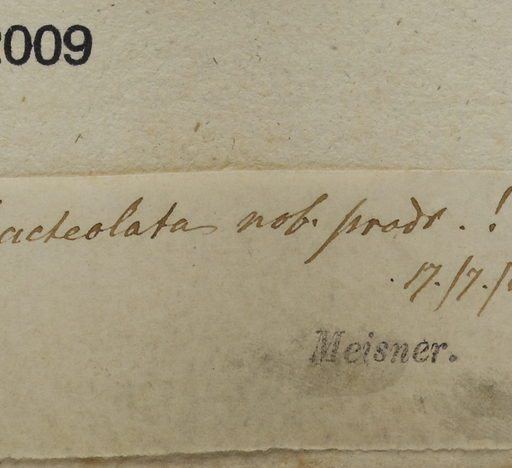 2009
acteolata nob. prodr. !
17./7./
Meisner.